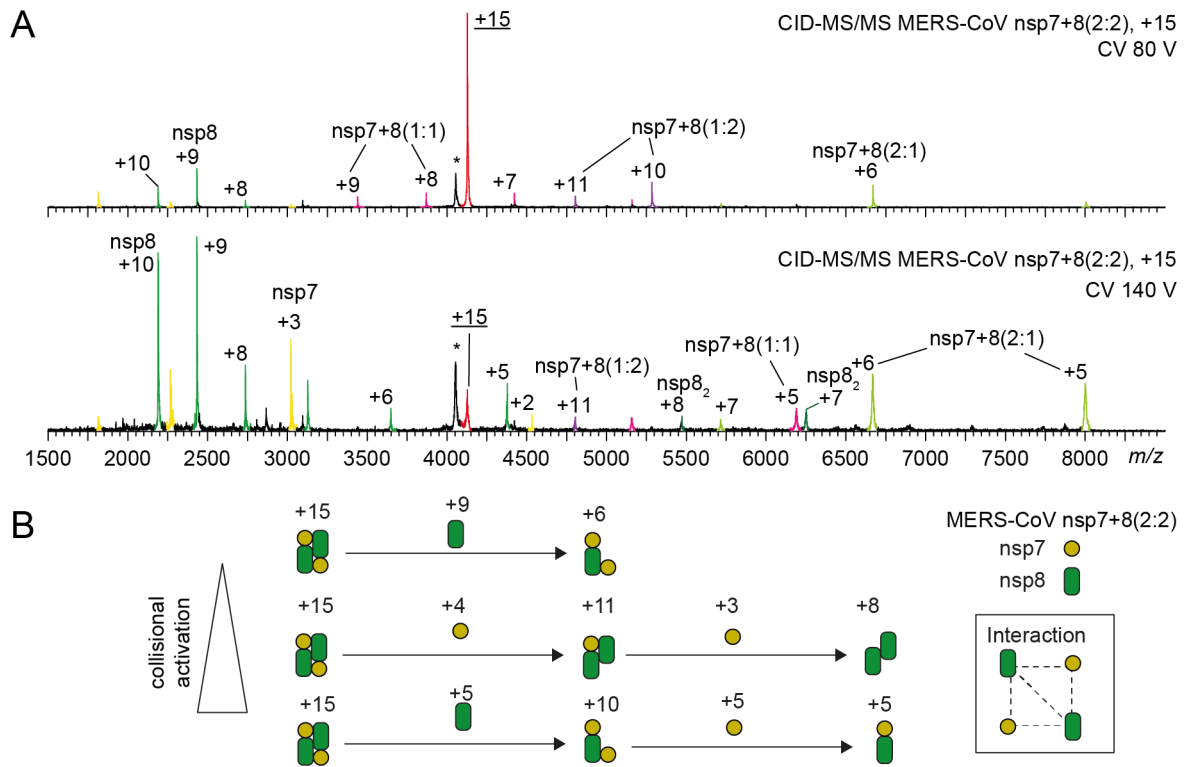 A
+15
CID-MS/MS MERS-CoV nsp7+8(2:2), +15
CV 80 V
nsp8
+10
+9
+8
nsp7+8(1:1)
+9
+8
*
+7
nsp7+8(1:2)
+11
+10
nsp7+8(2:1)
+6
CID-MS/MS MERS-CoV nsp7+8(2:2), +15
CV 140 V
nsp8
+10
+9
+8
nsp7
+3
+6
*
+15
+5
+2
nsp7+8(1:2)
+11
nsp8₂
+8
+7
nsp7+8(1:1)
+5
nsp8₂
+7
nsp7+8(2:1)
+6
+5
1500 2000 2500 3000 3500 4000 4500 5000 5500 6000 6500 7000 7500 8000 m/z
B
collisional
activation
+15 +9 +6
+15 +4 +11 +3 +8
+15 +5 +10 +5 +5
MERS-CoV nsp7+8(2:2)
nsp7
nsp8
Interaction